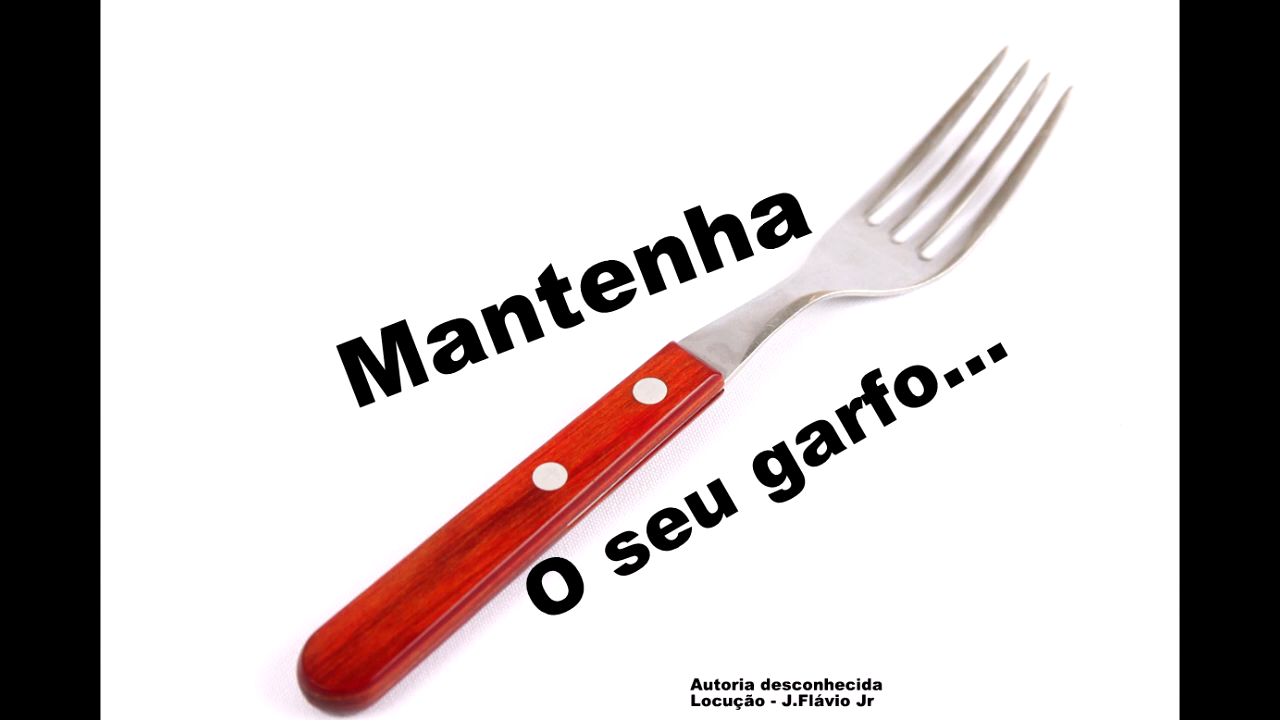 Mantenha
O seu garfo...
Autoria desconhecida
Locução - J.Flávio Jr